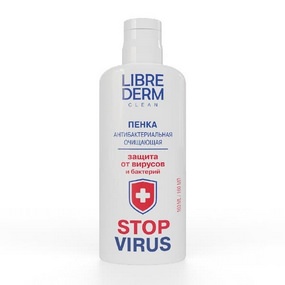 LIBRE
DERM
CLEAN
ПЕНКА
АНТИБАКТЕРИАЛЬНАЯ
ОЧИЩАЮЩАЯ
защита
от вирусов
и бактерий
STOP
VIRUS